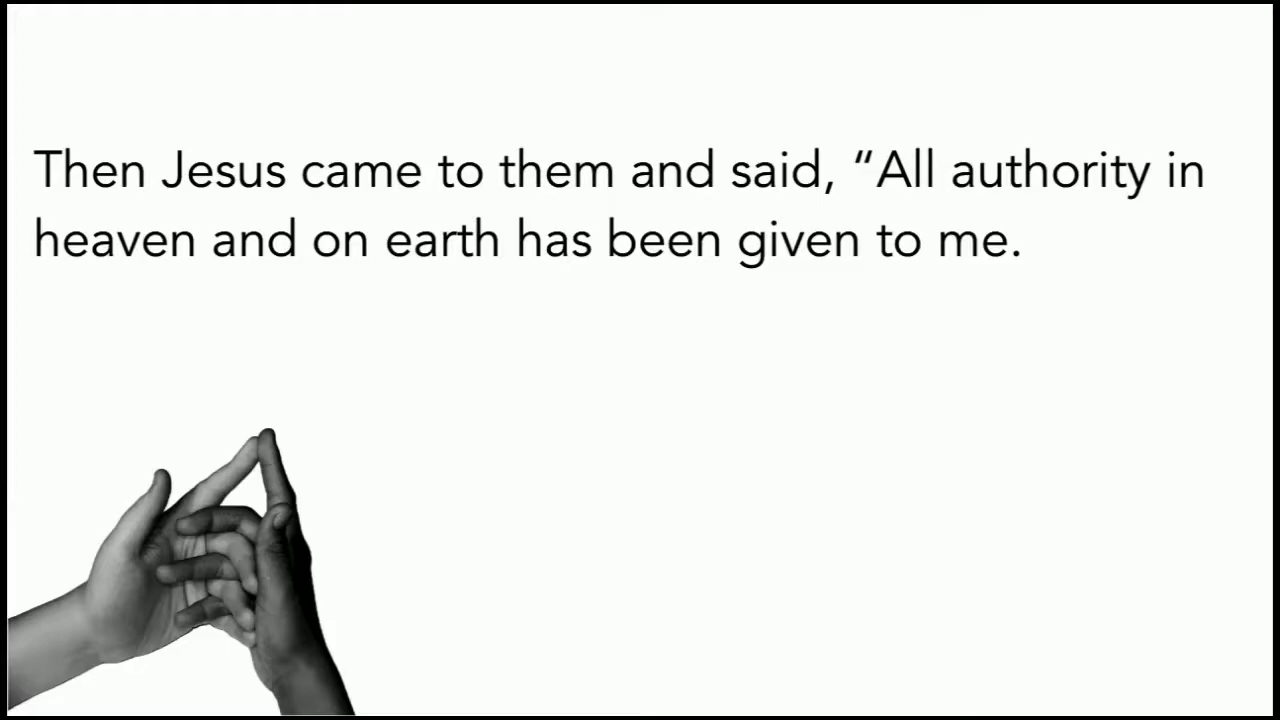 Then Jesus came to them and said, “All authority in
heaven and on earth has been given to me.